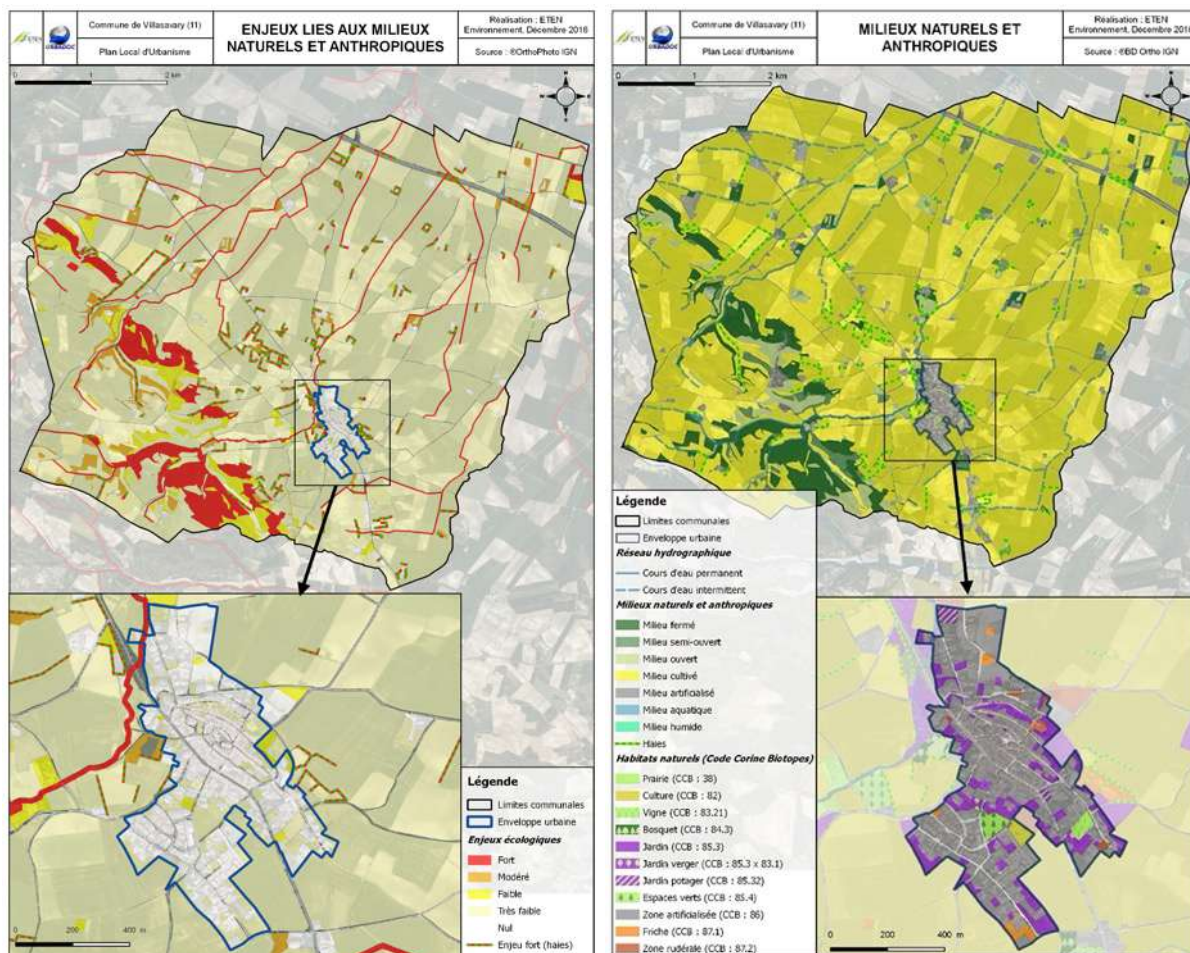 Commune de Villasavary (11)
Plan Local d'Urbanisme
ENJEUX LIES AUX MILIEUX
NATURELS ET ANTHROPIQUES
Réalisation : ETEN
Environnement, Décembre 2016
Source : ©OrthoPhoto IGN
0 1 2 km
N
Légende
Limites communales
Enveloppe urbaine
Enjeux écologiques
Fort
Modéré
Faible
Très faible
Nul
Enjeu fort (haies)
0 200 400 m
Commune de Villasavary (11)
Plan Local d'Urbanisme
MILIEUX NATURELS ET
ANTHROPIQUES
Réalisation : ETEN
Environnement, Décembre 2016
Source : ©BD Ortho IGN
0 1 2 km
N
Légende
Limites communales
Enveloppe urbaine
Réseau hydrographique
Cours d'eau permanent
Cours d'eau intermittent
Milieux naturels et anthropiques
Milieu fermé
Milieu semi-ouvert
Milieu ouvert
Milieu cultivé
Milieu artificialisé
Milieu aquatique
Milieu humide
Haies
Habitats naturels (Code Corine Biotopes)
Prairie (CCB : 38)
Culture (CCB : 82)
Vigne (CCB : 83.21)
Bosquet (CCB : 84.3)
Jardin (CCB : 85.3)
Jardin verger (CCB : 85.3 x 83.1)
Jardin potager (CCB : 85.32)
Espaces verts (CCB : 85.4)
Zone artificialisée (CCB : 86)
Friche (CCB : 87.1)
Zone rudérale (CCB : 87.2)
0 200 400 m